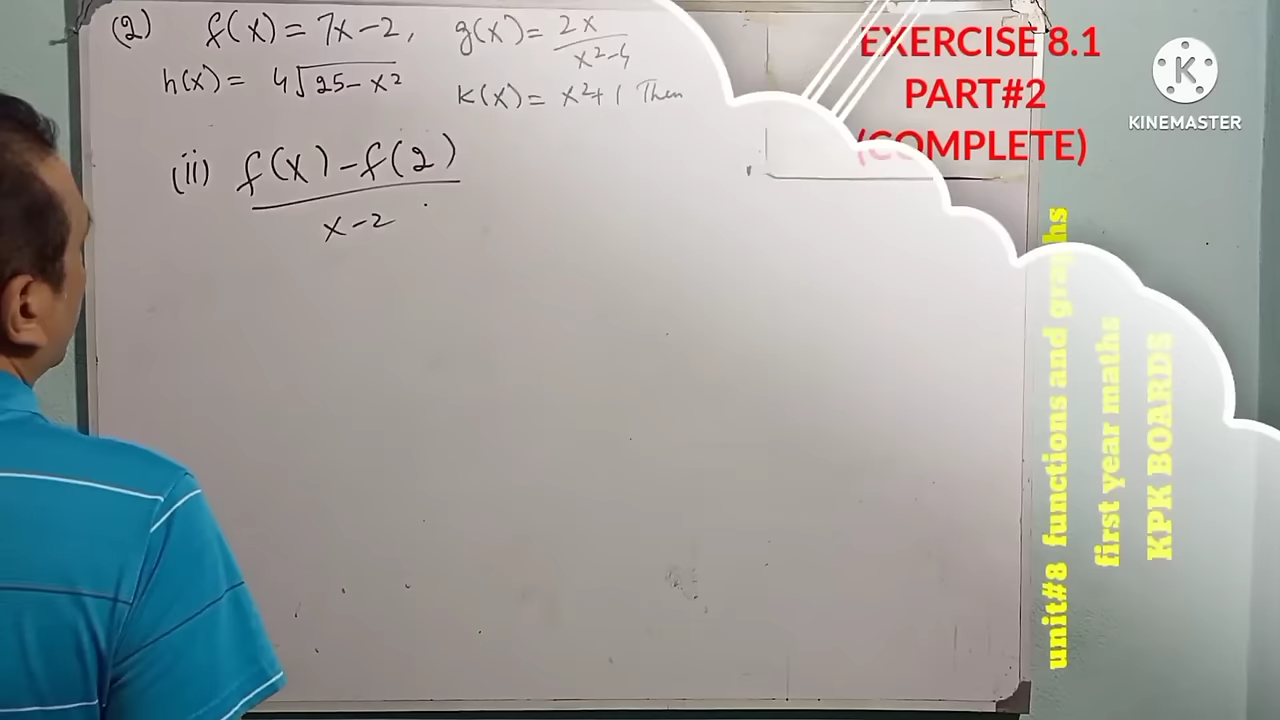 (2) f(x) = 7x-2, g(x) = 2x / x²-4
h(x) = 4√25-x² K(x) = x²+1 Then
(ii) f(x)-f(2) / x-2
EXERCISE 8.1
PART#2
(COMPLETE)
K
KINEMASTER
unit#8 functions and graphs
first year maths
KPK BOARDS